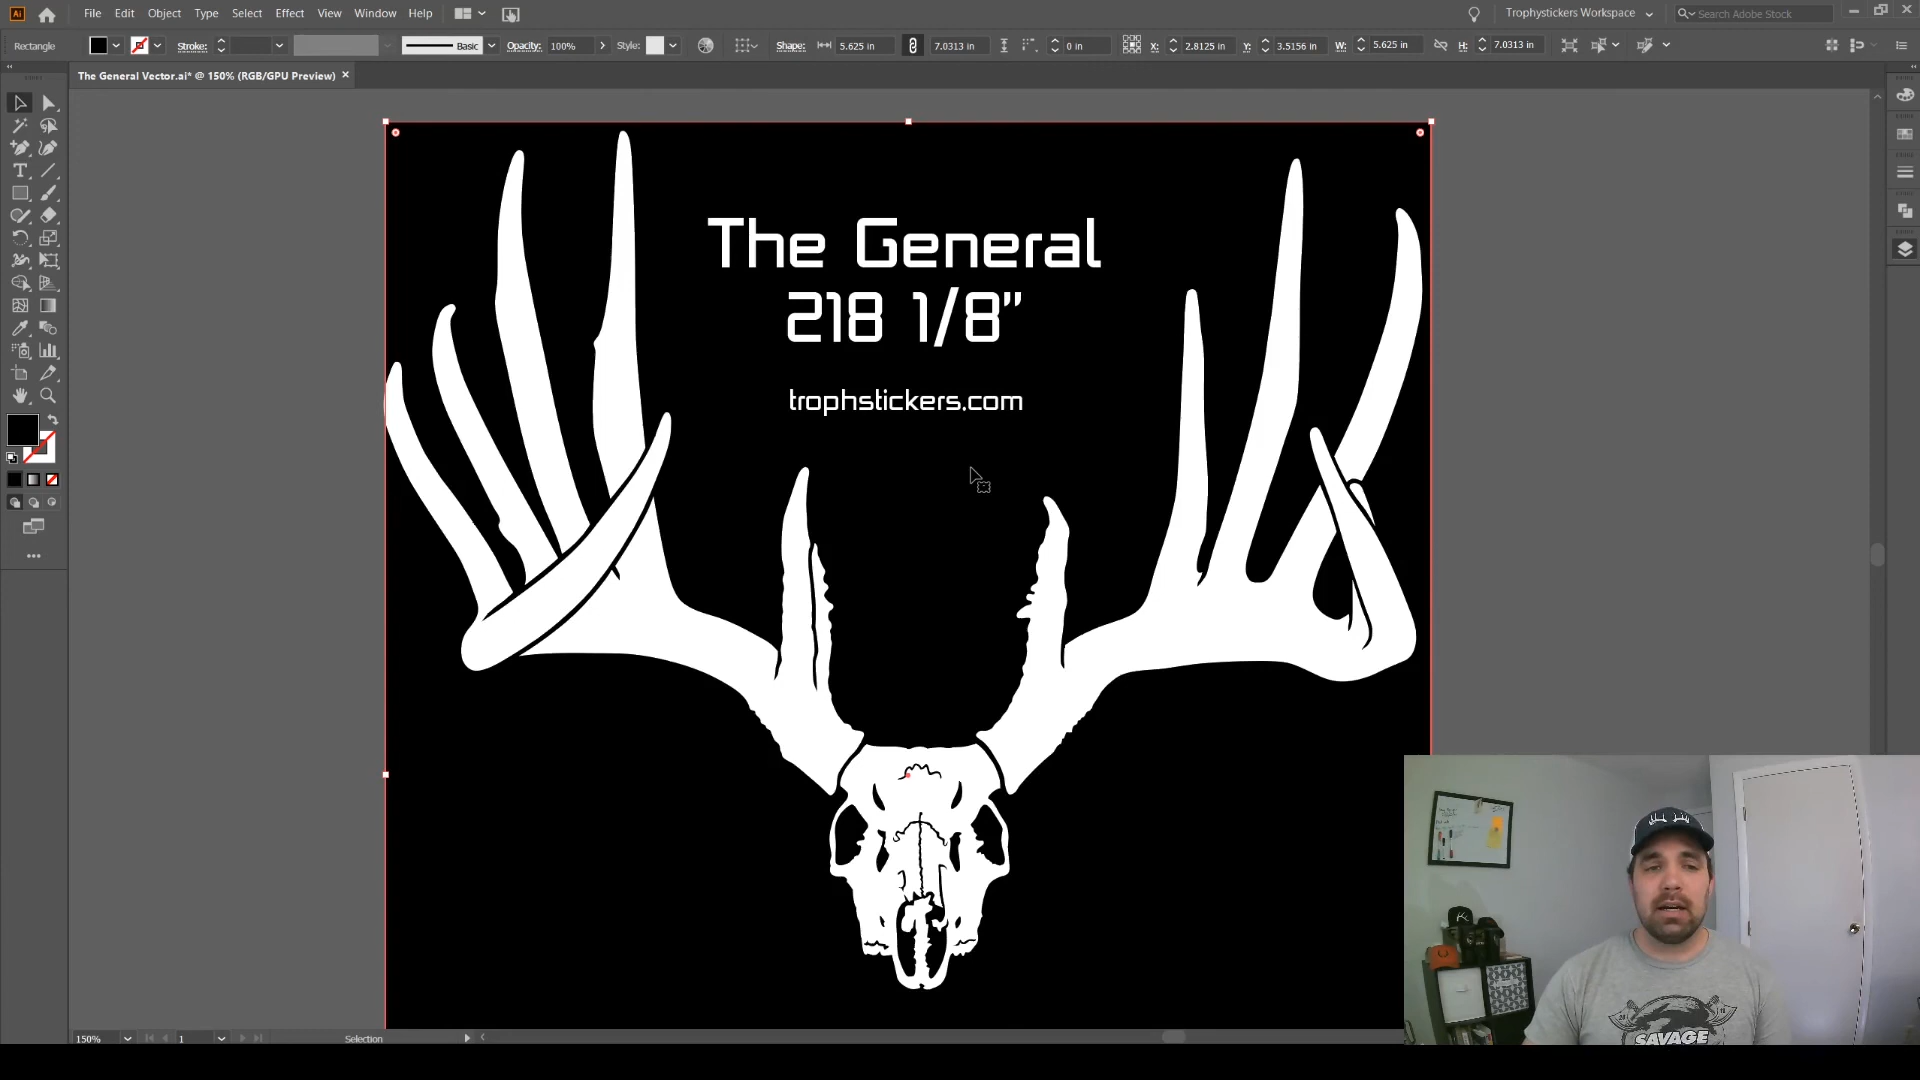 Ai File Edit Object Type Select Effect View Window Help Trophystickers Workspace Search Adobe Stock
Rectangle Stroke: Basic Opacity: 100% Style: Shape: 5.625 in 7.0313 in 0 in X: 2.8125 in Y: 3.5156 in W: 5.625 in H: 7.0313 in
The General Vector.ai* @ 150% (RGB/GPU Preview) ×
The General
218 1/8”
trophstickers.com
SAVAGE
150% 1 Selection